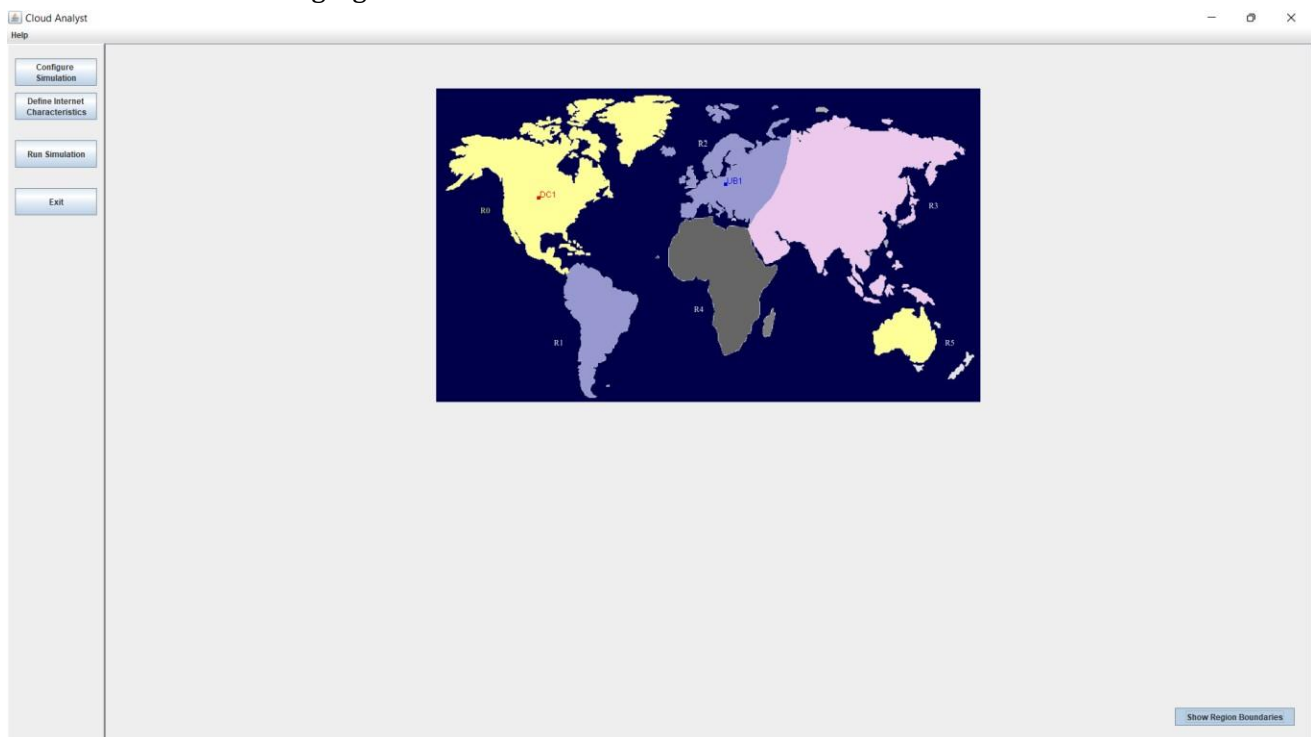 Cloud Analyst
Help
Configure
Simulation
Define Internet
Characteristics
Run Simulation
Exit
R2
UB1
DC1
R0
R3
R4
R1
R5
Show Region Boundaries